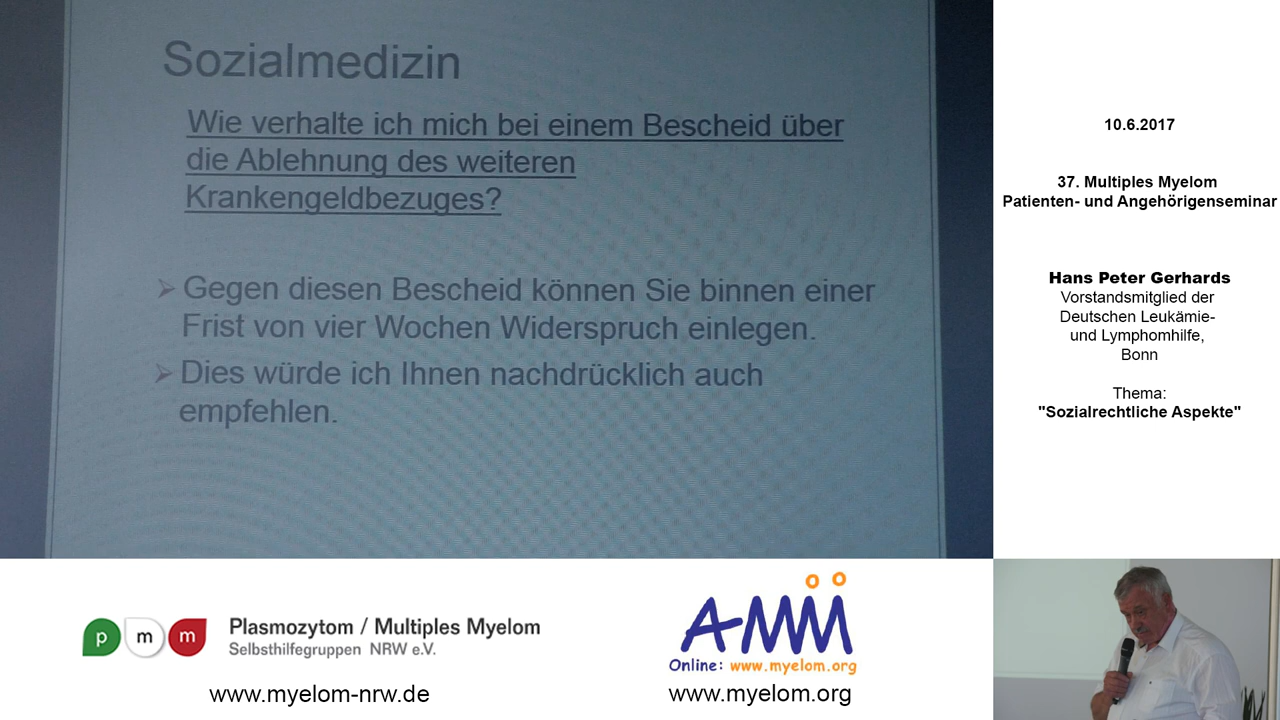 Sozialmedizin
Wie verhalte ich mich bei einem Bescheid über
die Ablehnung des weiteren
Krankengeldbezuges?
➢ Gegen diesen Bescheid können Sie binnen einer
Frist von vier Wochen Widerspruch einlegen.
➢ Dies würde ich Ihnen nachdrücklich auch
empfehlen.
10.6.2017
37. Multiples Myelom
Patienten- und Angehörigenseminar
Hans Peter Gerhards
Vorstandsmitglied der
Deutschen Leukämie-
und Lymphomhilfe,
Bonn
Thema:
"Sozialrechtliche Aspekte"
p m m
Plasmozytom / Multiples Myelom
Selbsthilfegruppen NRW e.V.
www.myelom-nrw.de
AMM
Online: www.myelom.org
www.myelom.org